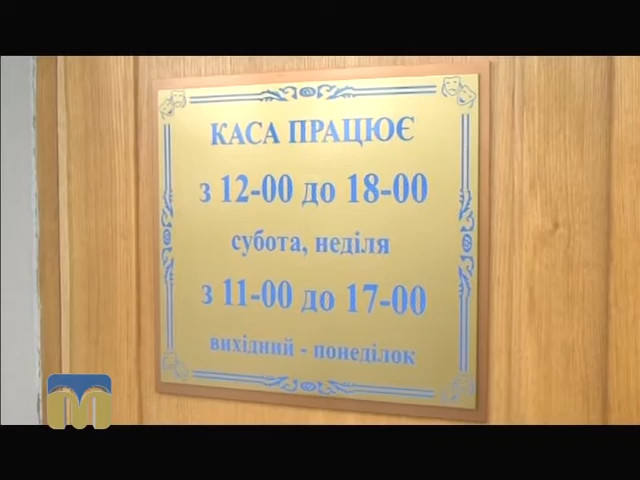 КАСА ПРАЦЮЄ
з 12-00 до 18-00
субота, неділя
з 11-00 до 17-00
вихідний - понеділок
М